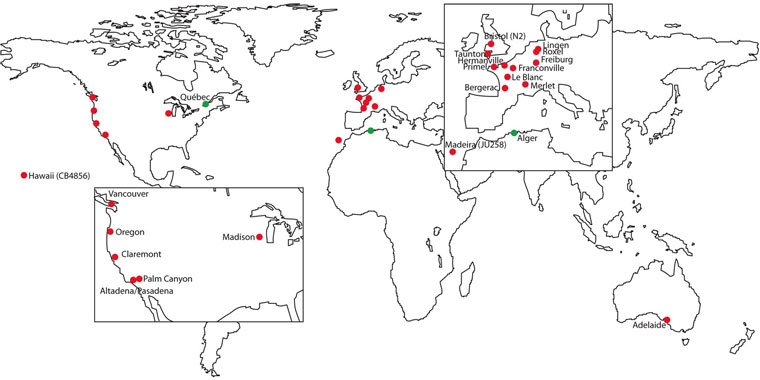 Bristol (N2)
Lingen
Taunton
Roxel
Hermanville
Freiburg
Primel
Franconville
Le Blanc
Bergerac
Merlet
Québec
Alger
Madeira (JU258)
Hawaii (CB4856)
Vancouver
Oregon
Madison
Claremont
Palm Canyon
Altadena/Pasadena
Adelaide